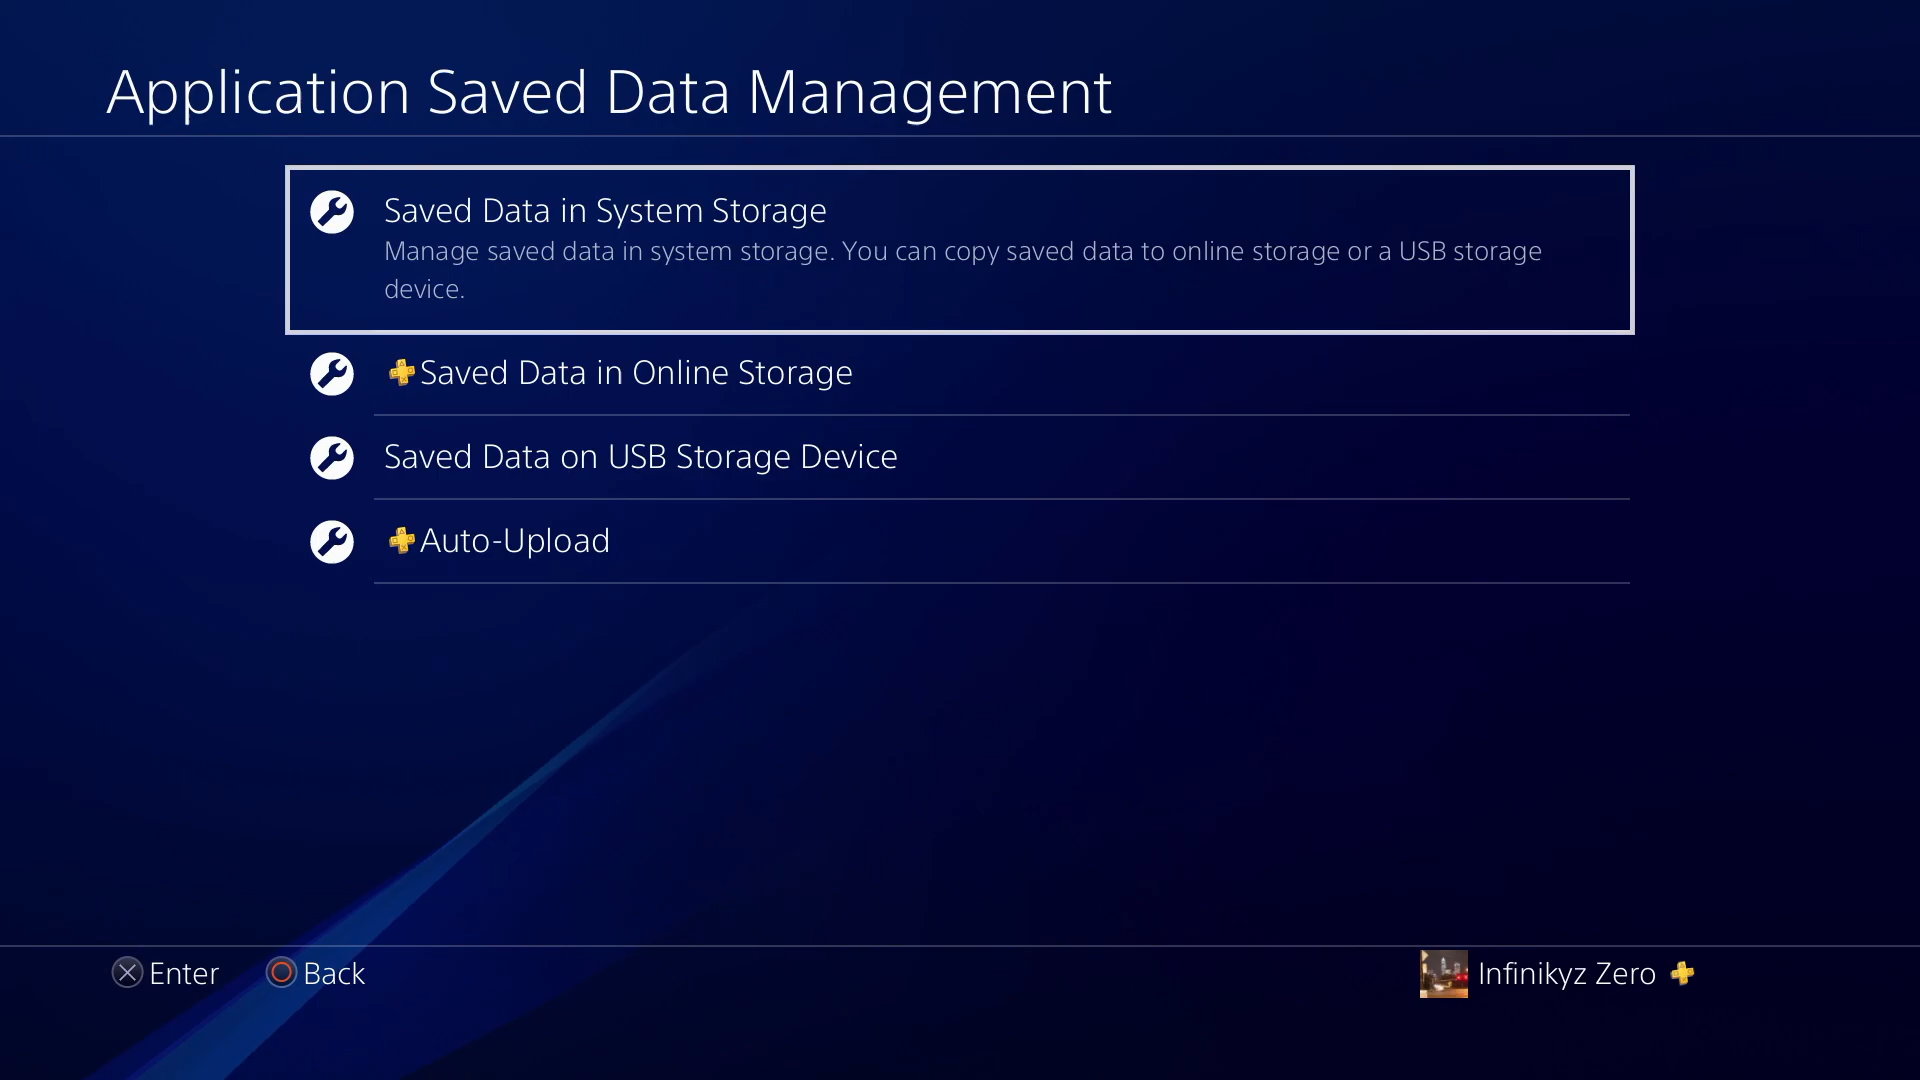 Application Saved Data Management
Saved Data in System Storage
Manage saved data in system storage. You can copy saved data to online storage or a USB storage
device.
Saved Data in Online Storage
Saved Data on USB Storage Device
Auto-Upload
Enter Back Infinikyz Zero